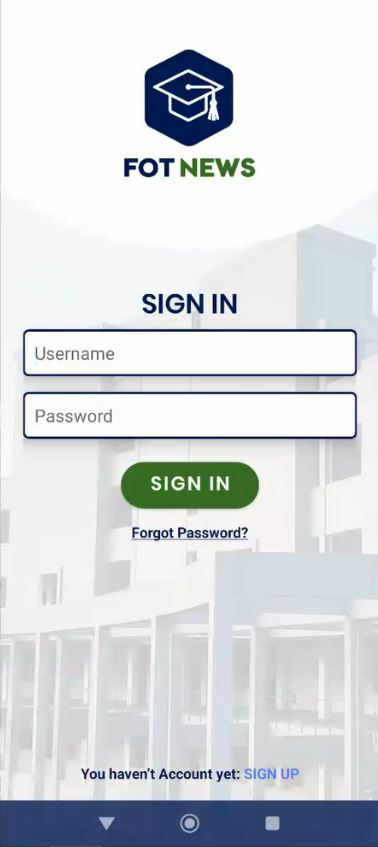 FOT NEWS
SIGN IN
Username
Password
SIGN IN
Forgot Password?
You haven't Account yet: SIGN UP